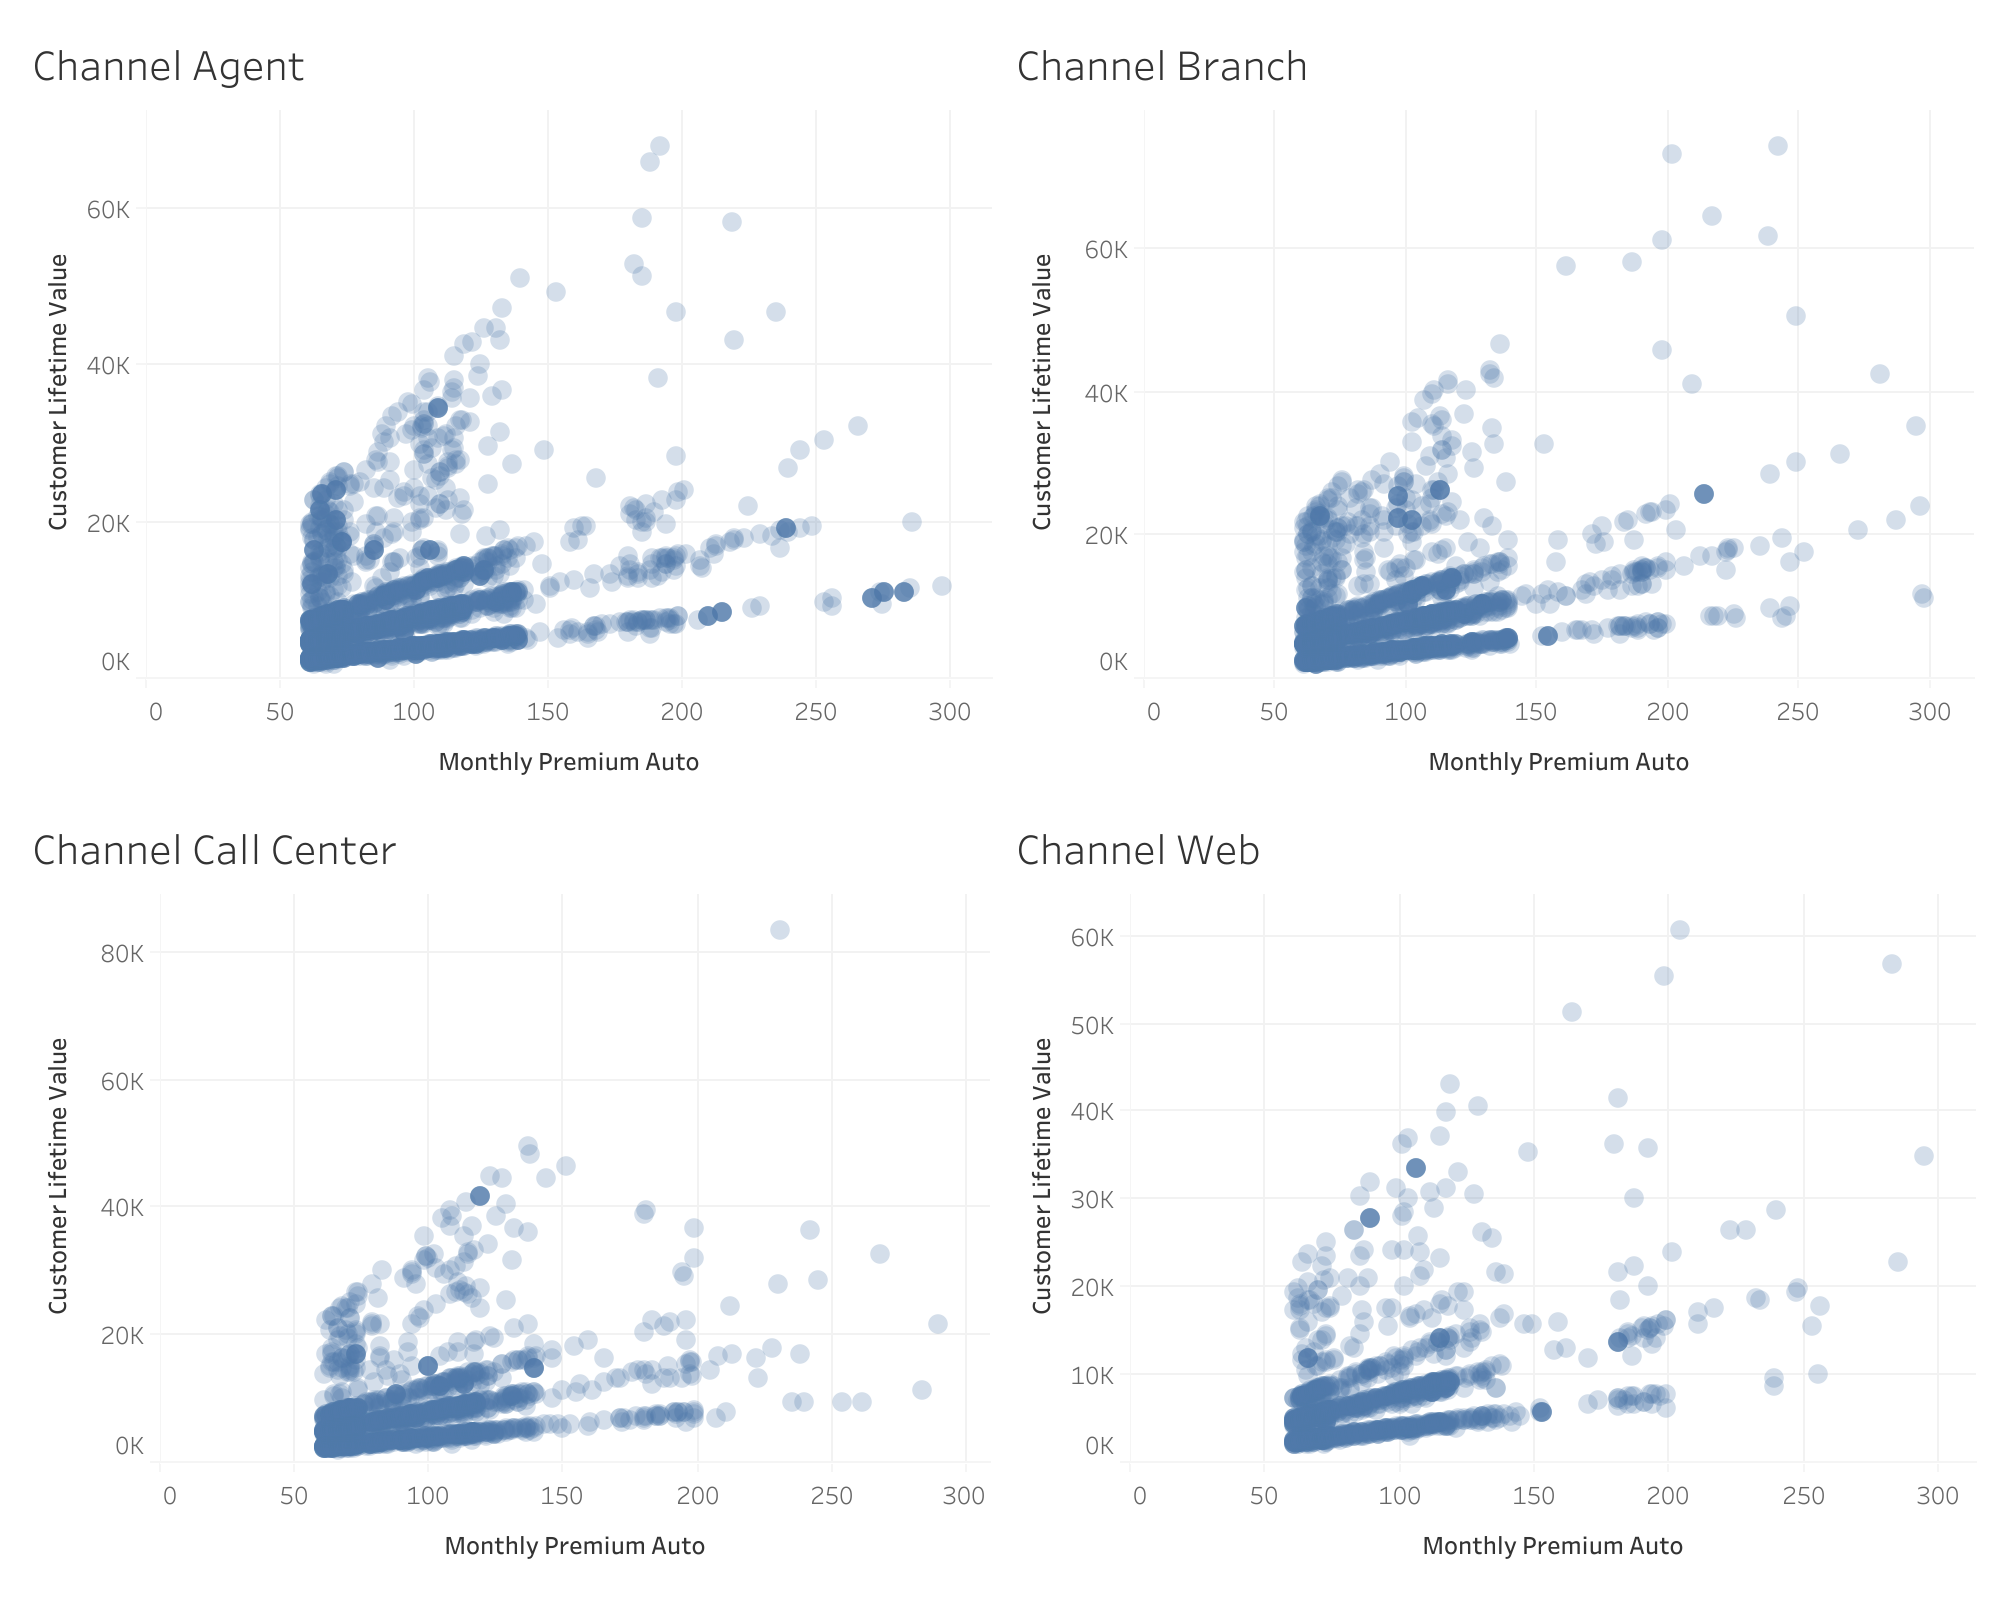 Channel Agent
Customer Lifetime Value
60K
40K
20K
0K
0 50 100 150 200 250 300
Monthly Premium Auto
Channel Branch
Customer Lifetime Value
60K
40K
20K
0K
0 50 100 150 200 250 300
Monthly Premium Auto
Channel Call Center
Customer Lifetime Value
80K
60K
40K
20K
0K
0 50 100 150 200 250 300
Monthly Premium Auto
Channel Web
Customer Lifetime Value
60K
50K
40K
30K
20K
10K
0K
0 50 100 150 200 250 300
Monthly Premium Auto